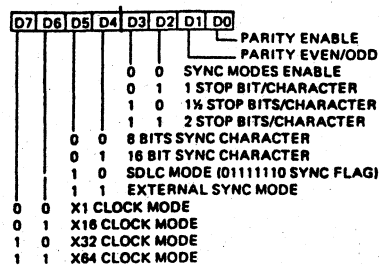 D7 D6 D5 D4 D3 D2 D1 D0
PARITY ENABLE
PARITY EVEN/ODD
0 0 SYNC MODES ENABLE
0 1 1 STOP BIT/CHARACTER
1 0 1½ STOP BITS/CHARACTER
1 1 2 STOP BITS/CHARACTER
0 0 8 BITS SYNC CHARACTER
0 1 16 BIT SYNC CHARACTER
1 0 SDLC MODE (01111110 SYNC FLAG)
1 1 EXTERNAL SYNC MODE
0 0 X1 CLOCK MODE
0 1 X16 CLOCK MODE
1 0 X32 CLOCK MODE
1 1 X64 CLOCK MODE